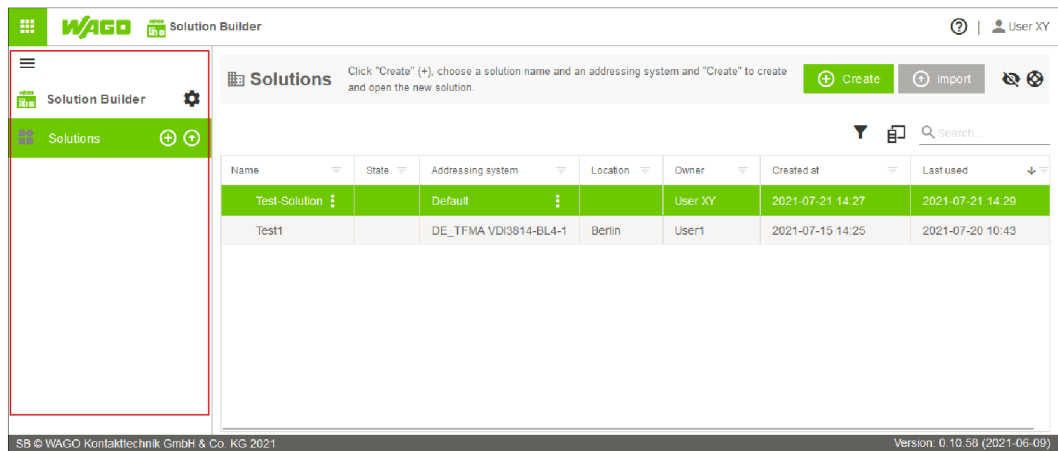 WAGO Solution Builder User XY
Solution Builder
Solutions
Solutions Click "Create" (+), choose a solution name and an addressing system and "Create" to create
and open the new solution.
Create Import
Search...
Name State Addressing system Location Owner Created at Last used
Test-Solution Default User XY 2021-07-21 14:27 2021-07-21 14:29
Test1 DE_TFMA VDI3814-BL4-1 Berlin User1 2021-07-15 14:25 2021-07-20 10:43
SB © WAGO Kontakttechnik GmbH & Co. KG 2021 Version: 0.10.58 (2021-06-09)